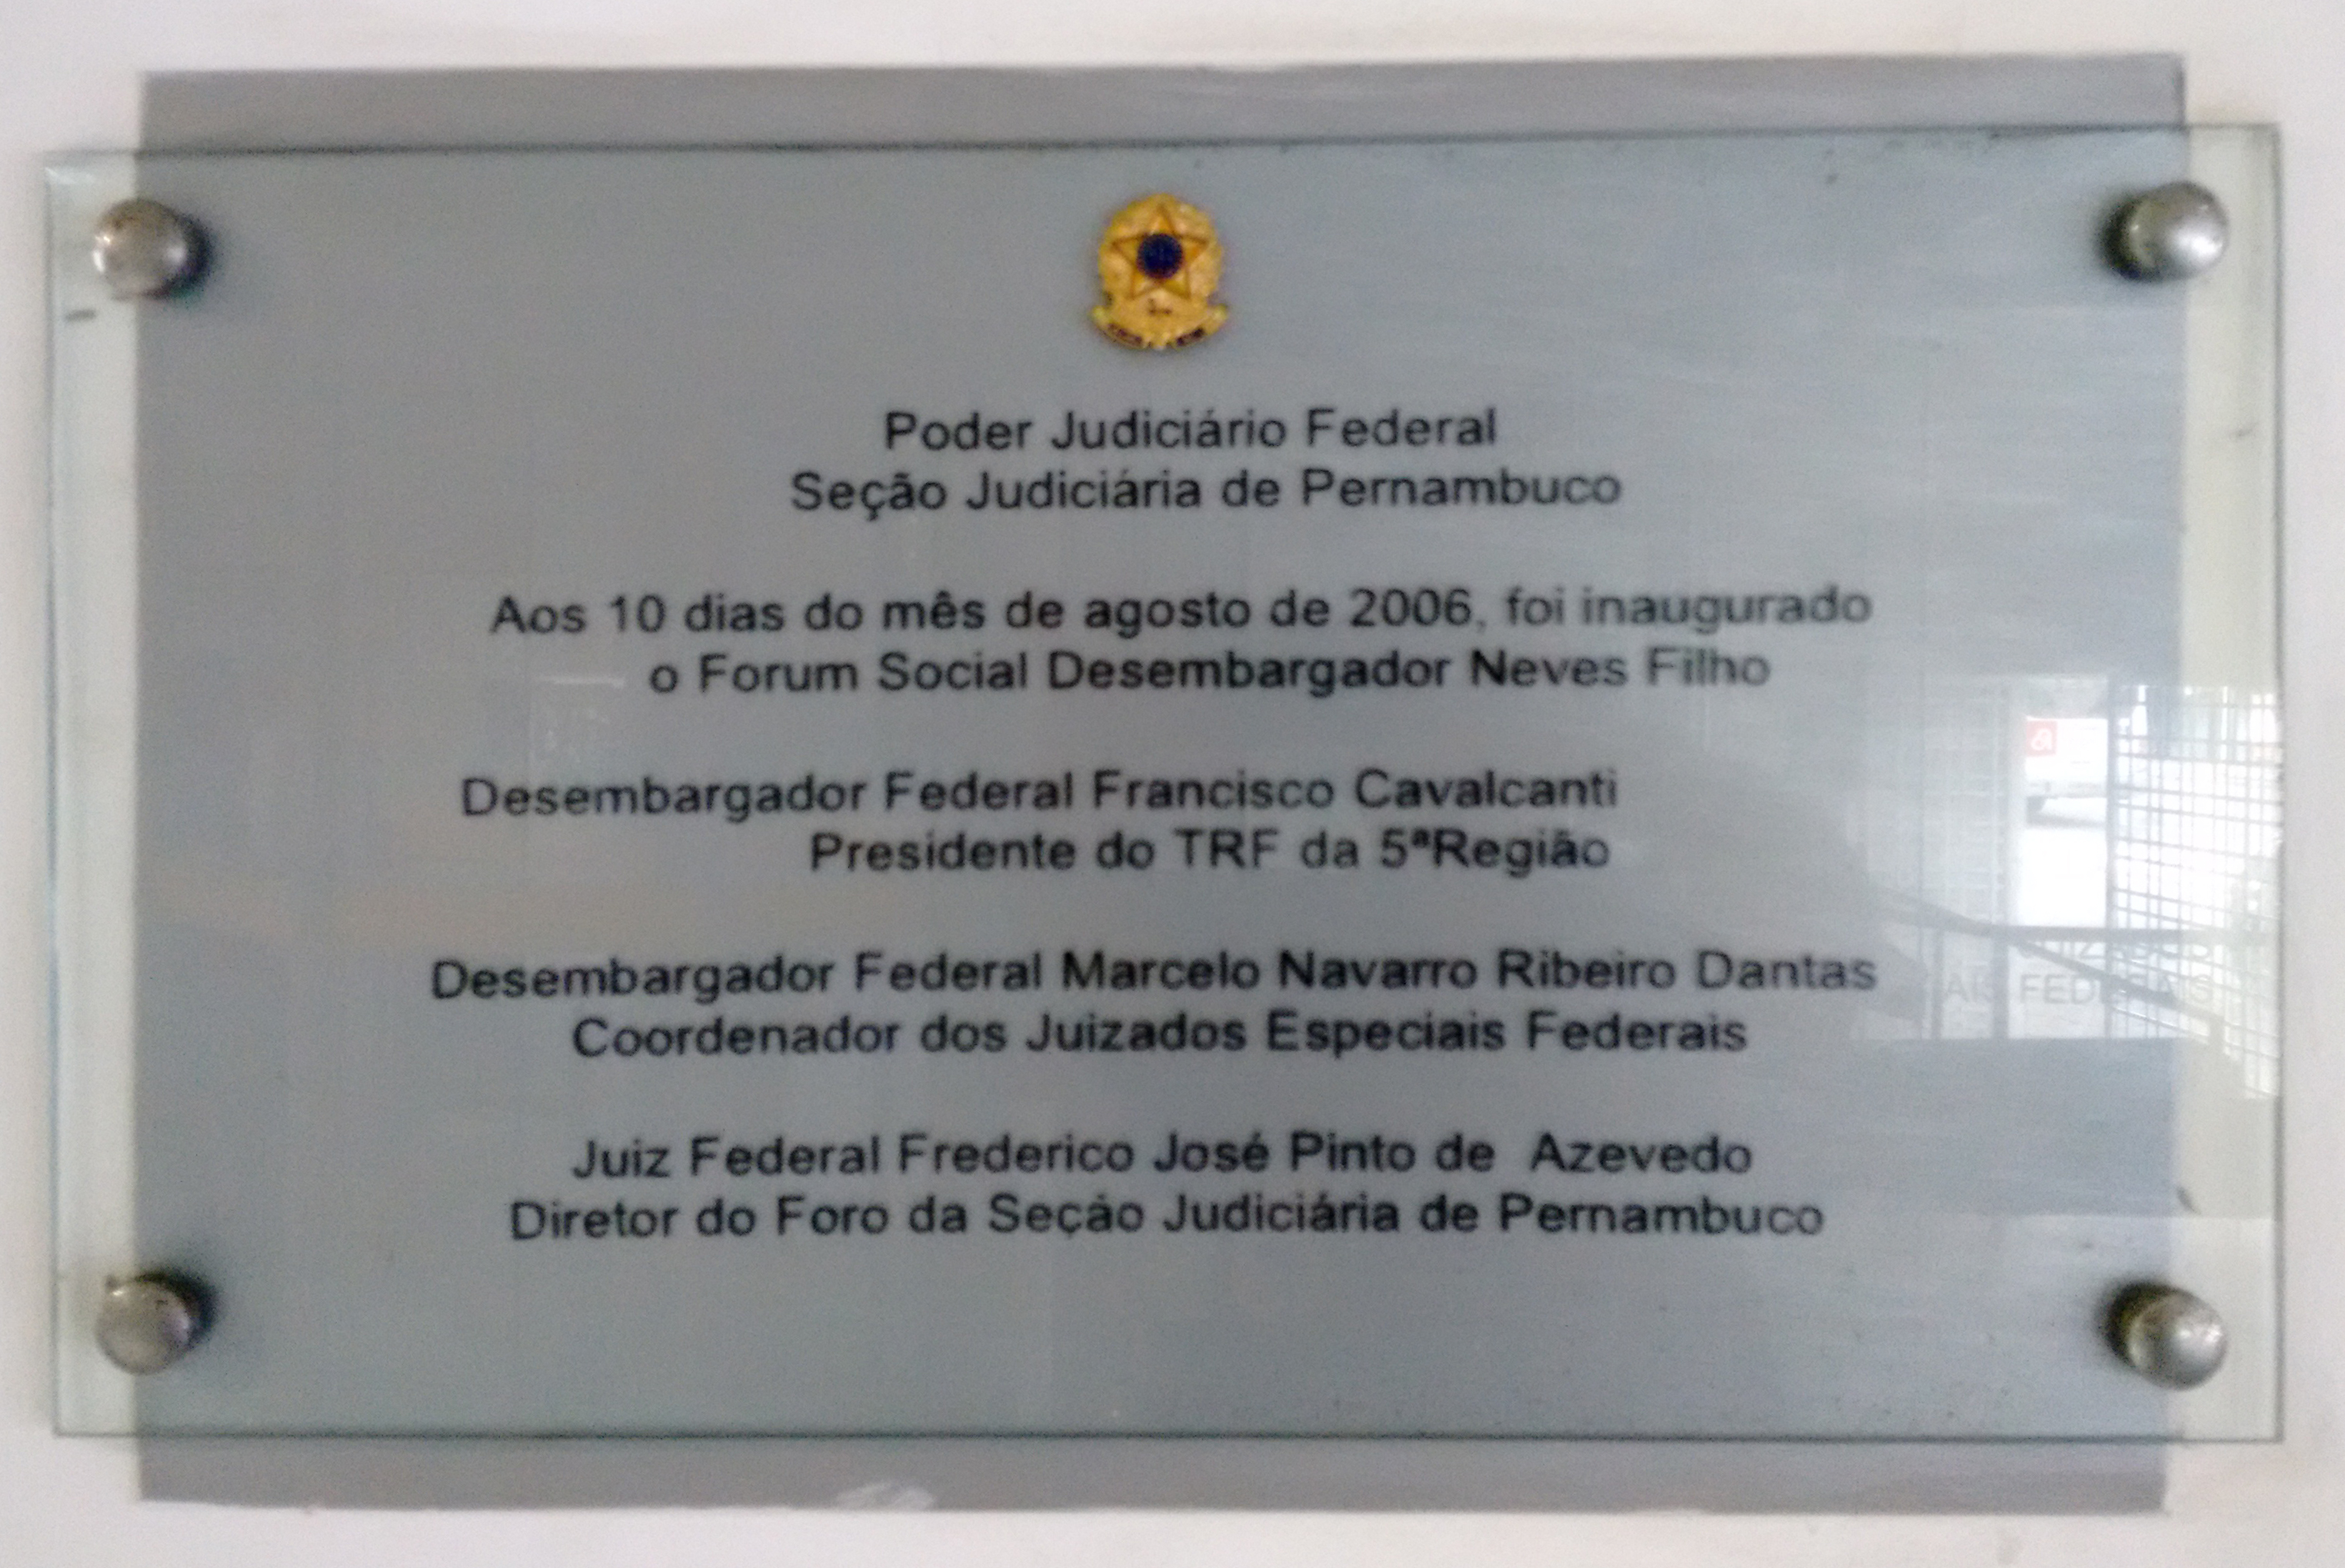 Poder Judiciário Federal
Seção Judiciária de Pernambuco
Aos 10 dias do mês de agosto de 2006, foi inaugurado
o Forum Social Desembargador Neves Filho
Desembargador Federal Francisco Cavalcanti
Presidente do TRF da 5ªRegião
Desembargador Federal Marcelo Navarro Ribeiro Dantas
Coordenador dos Juizados Especiais Federais
Juiz Federal Frederico José Pinto de Azevedo
Diretor do Foro da Seção Judiciária de Pernambuco
FEDERAIS